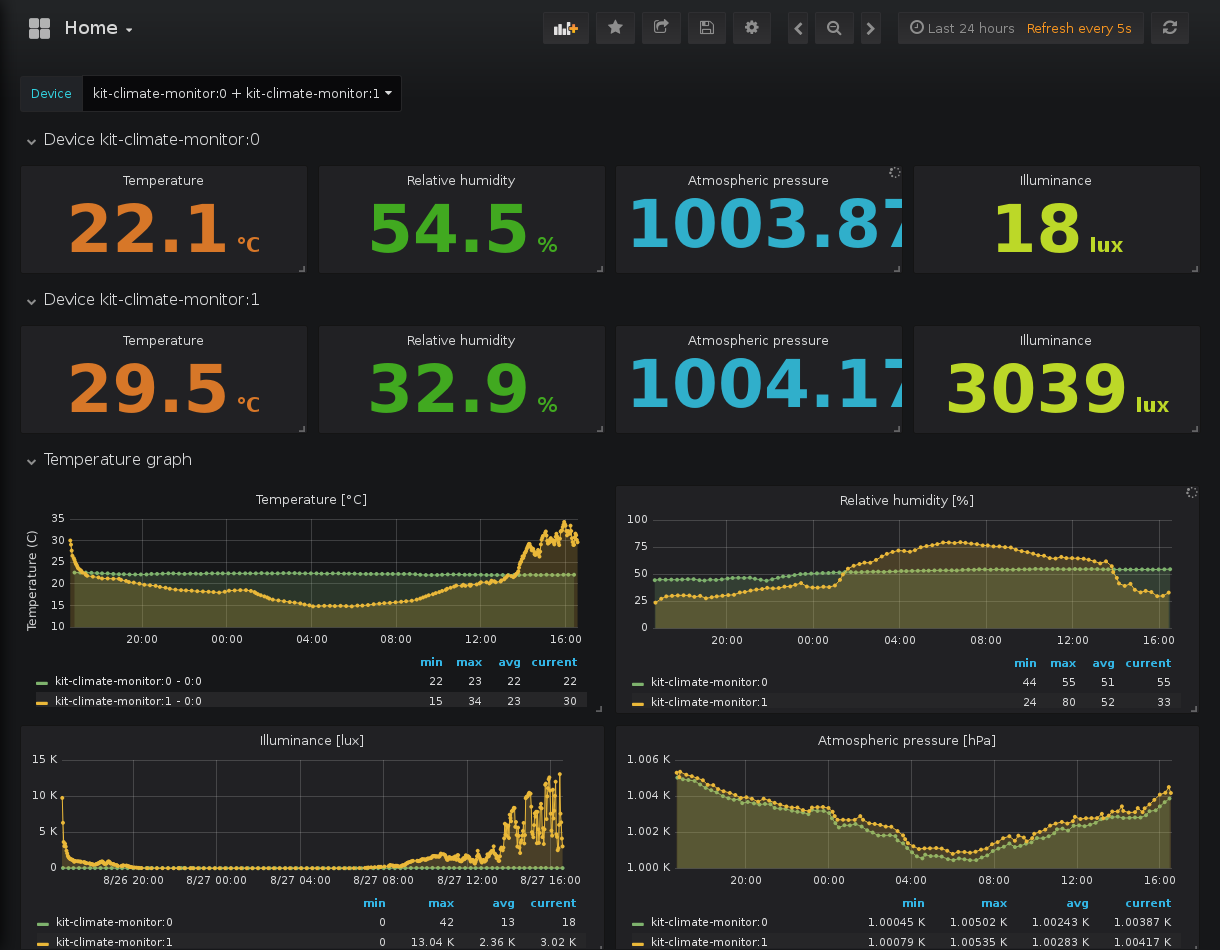 Home
Last 24 hours Refresh every 5s
Device kit-climate-monitor:0 + kit-climate-monitor:1
Device kit-climate-monitor:0
Temperature Relative humidity Atmospheric pressure Illuminance
22.1 °C 54.5 % 1003.87 18 lux
Device kit-climate-monitor:1
Temperature Relative humidity Atmospheric pressure Illuminance
29.5 °C 32.9 % 1004.17 3039 lux
Temperature graph
Temperature [°C]
Temperature (C)
35
30
25
20
15
10
20:00 00:00 04:00 08:00 12:00 16:00
min max avg current
kit-climate-monitor:0 - 0:0 22 23 22 22
kit-climate-monitor:1 - 0:0 15 34 23 30
Relative humidity [%]
100
75
50
25
0
20:00 00:00 04:00 08:00 12:00 16:00
min max avg current
kit-climate-monitor:0 44 55 51 55
kit-climate-monitor:1 24 80 52 33
Illuminance [lux]
15 K
10 K
5 K
0
8/26 20:00 8/27 00:00 8/27 04:00 8/27 08:00 8/27 12:00 8/27 16:00
min max avg current
kit-climate-monitor:0 0 42 13 18
kit-climate-monitor:1 0 13.04 K 2.36 K 3.02 K
Atmospheric pressure [hPa]
1.006 K
1.004 K
1.002 K
1.000 K
20:00 00:00 04:00 08:00 12:00 16:00
min max avg current
kit-climate-monitor:0 1.00045 K 1.00502 K 1.00243 K 1.00387 K
kit-climate-monitor:1 1.00079 K 1.00535 K 1.00283 K 1.00417 K